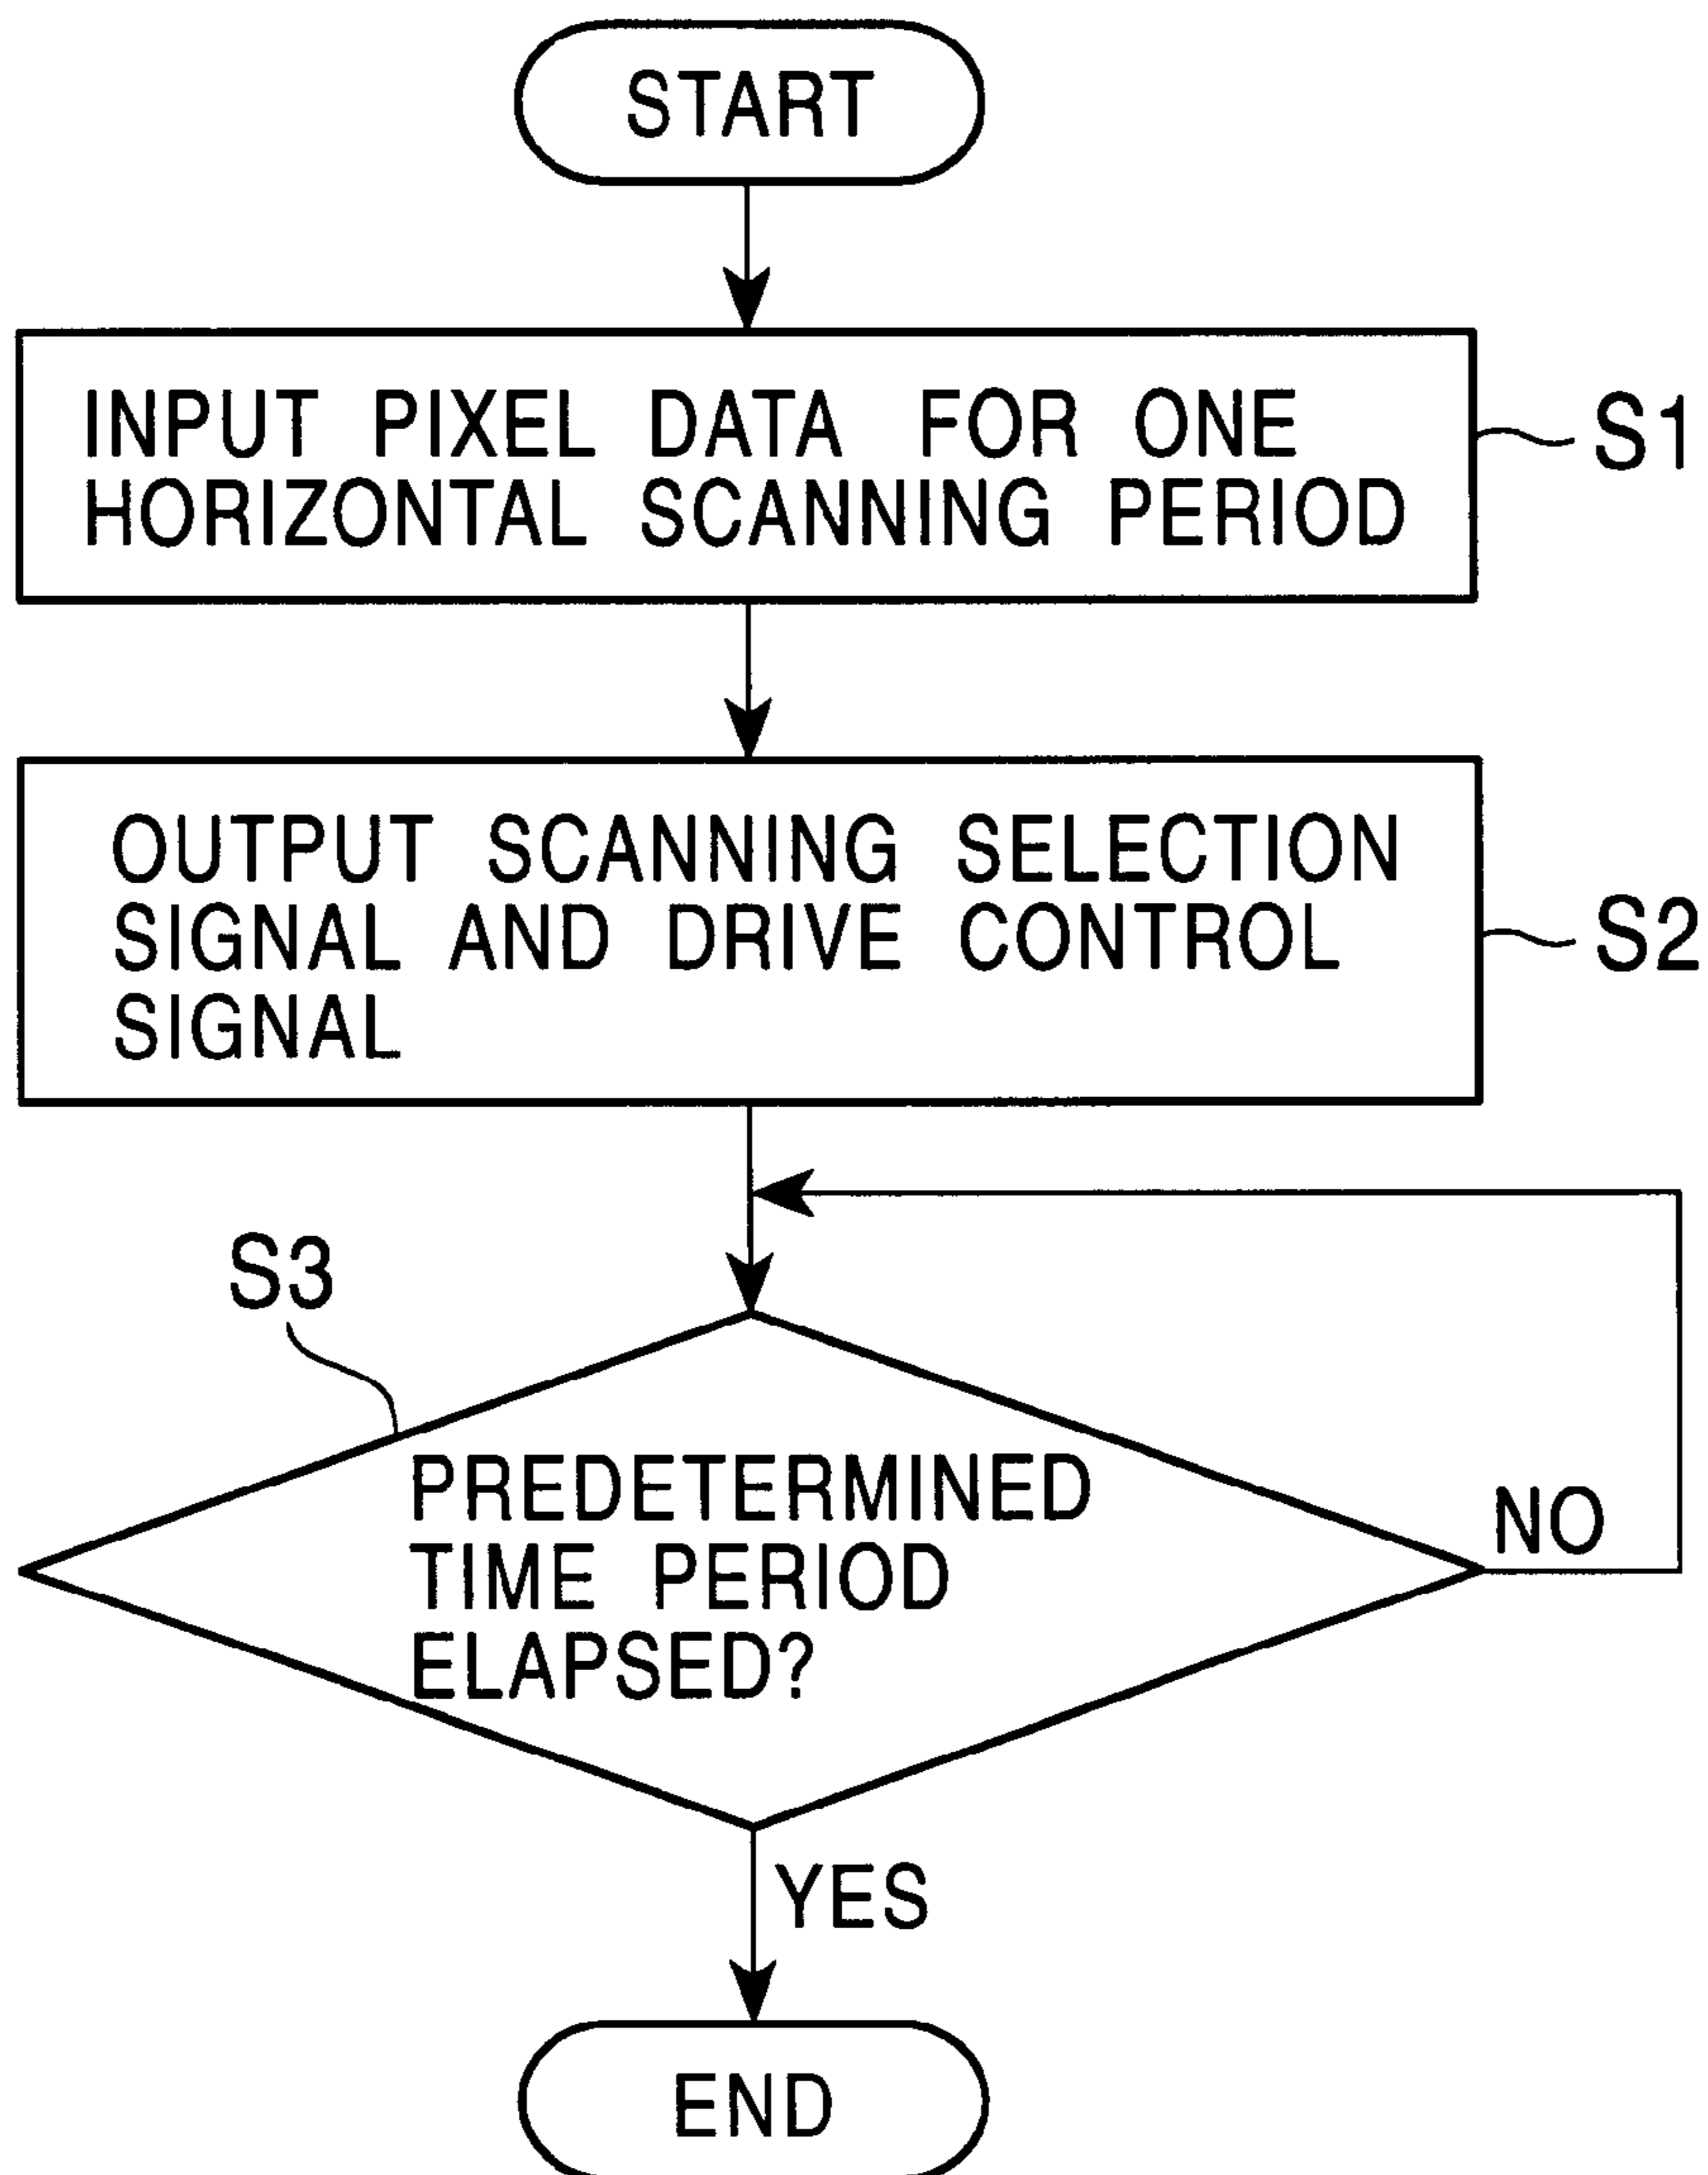 START
INPUT PIXEL DATA FOR ONE
HORIZONTAL SCANNING PERIOD
S1
OUTPUT SCANNING SELECTION
SIGNAL AND DRIVE CONTROL
SIGNAL
S2
S3
PREDETERMINED
TIME PERIOD
ELAPSED?
NO
YES
END